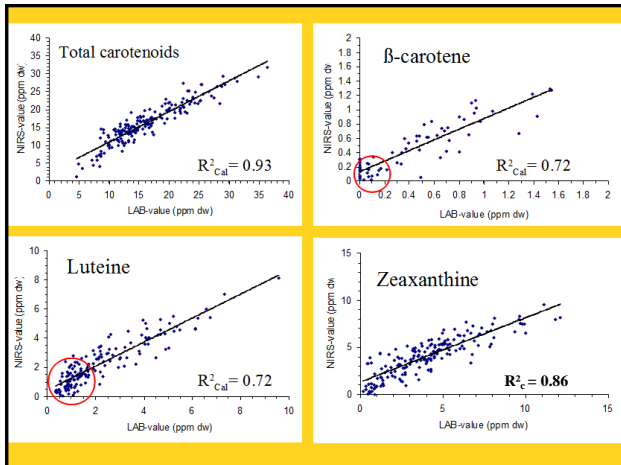 Total carotenoids
NIRS-value (ppm dw)
40
35
30
25
20
15
10
5
0
R²Cal = 0.93
0 5 10 15 20 25 30 35 40
LAB-value (ppm dw)
ß-carotene
NIRS-value (ppm dw
2
1.8
1.6
1.4
1.2
1
0.8
0.6
0.4
0.2
0
R²Cal = 0.72
0 0.2 0.4 0.6 0.8 1 1.2 1.4 1.6 1.8 2
LAB-value (ppm dw)
Luteine
NIRS-value (ppm dw)
10
8
6
4
2
0
R²Cal = 0.72
0 2 4 6 8 10
LAB-value (ppm dw)
Zeaxanthine
NIRS-value (ppm dw
15
10
5
0
R²c = 0.86
0 5 10 15
LAB-value (ppm dw)